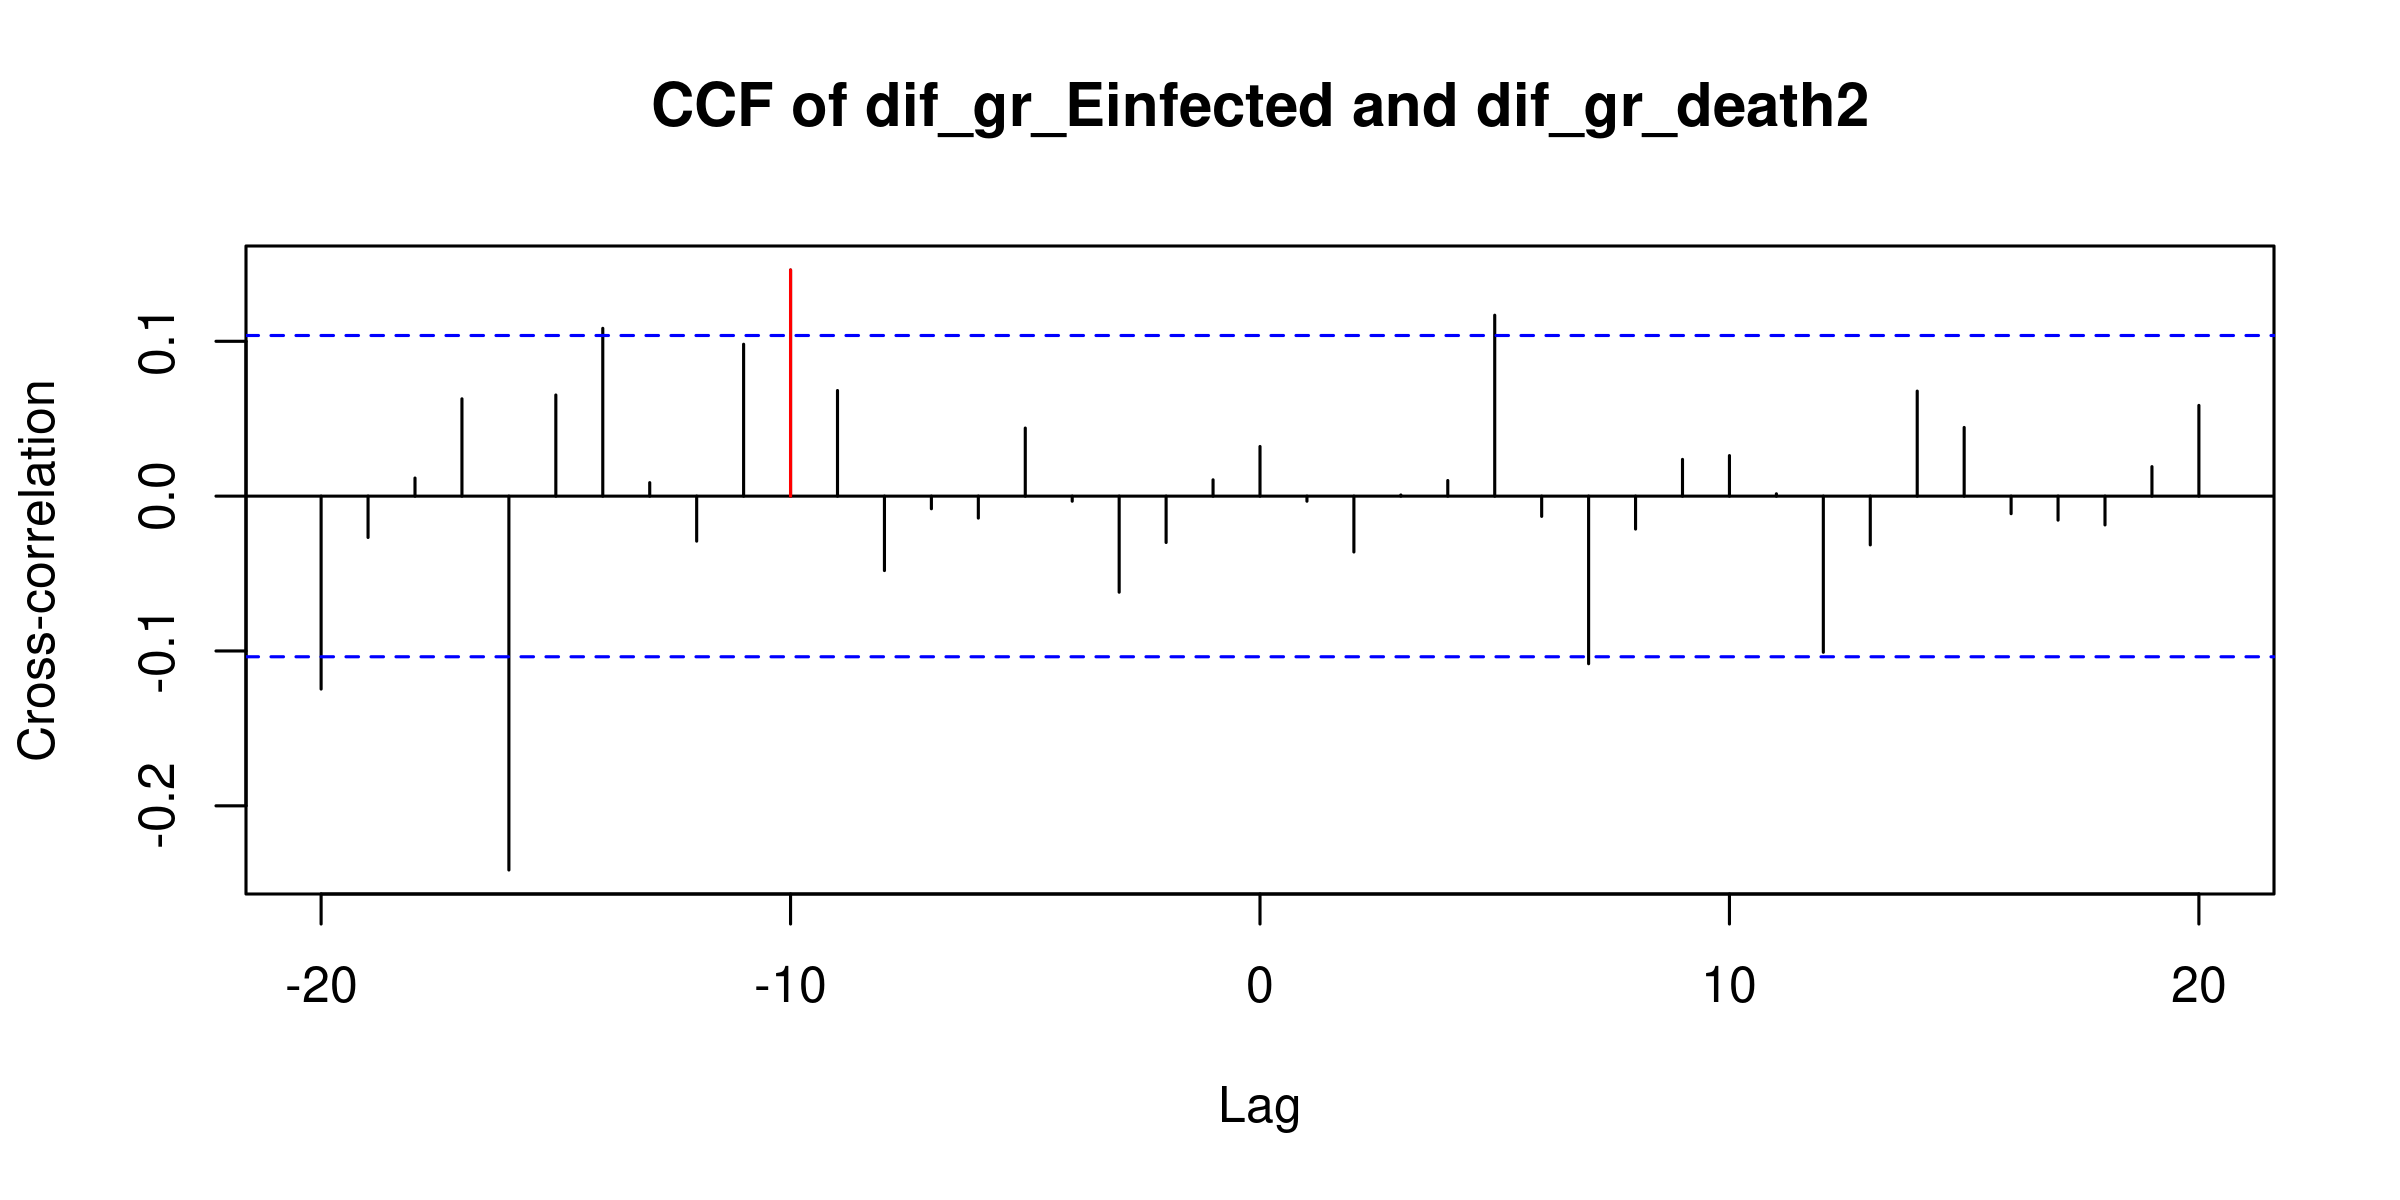 CCF of dif_gr_Einfected and dif_gr_death2
Cross-correlation
0.1
0.0
-0.1
-0.2
-20 -10 0 10 20
Lag